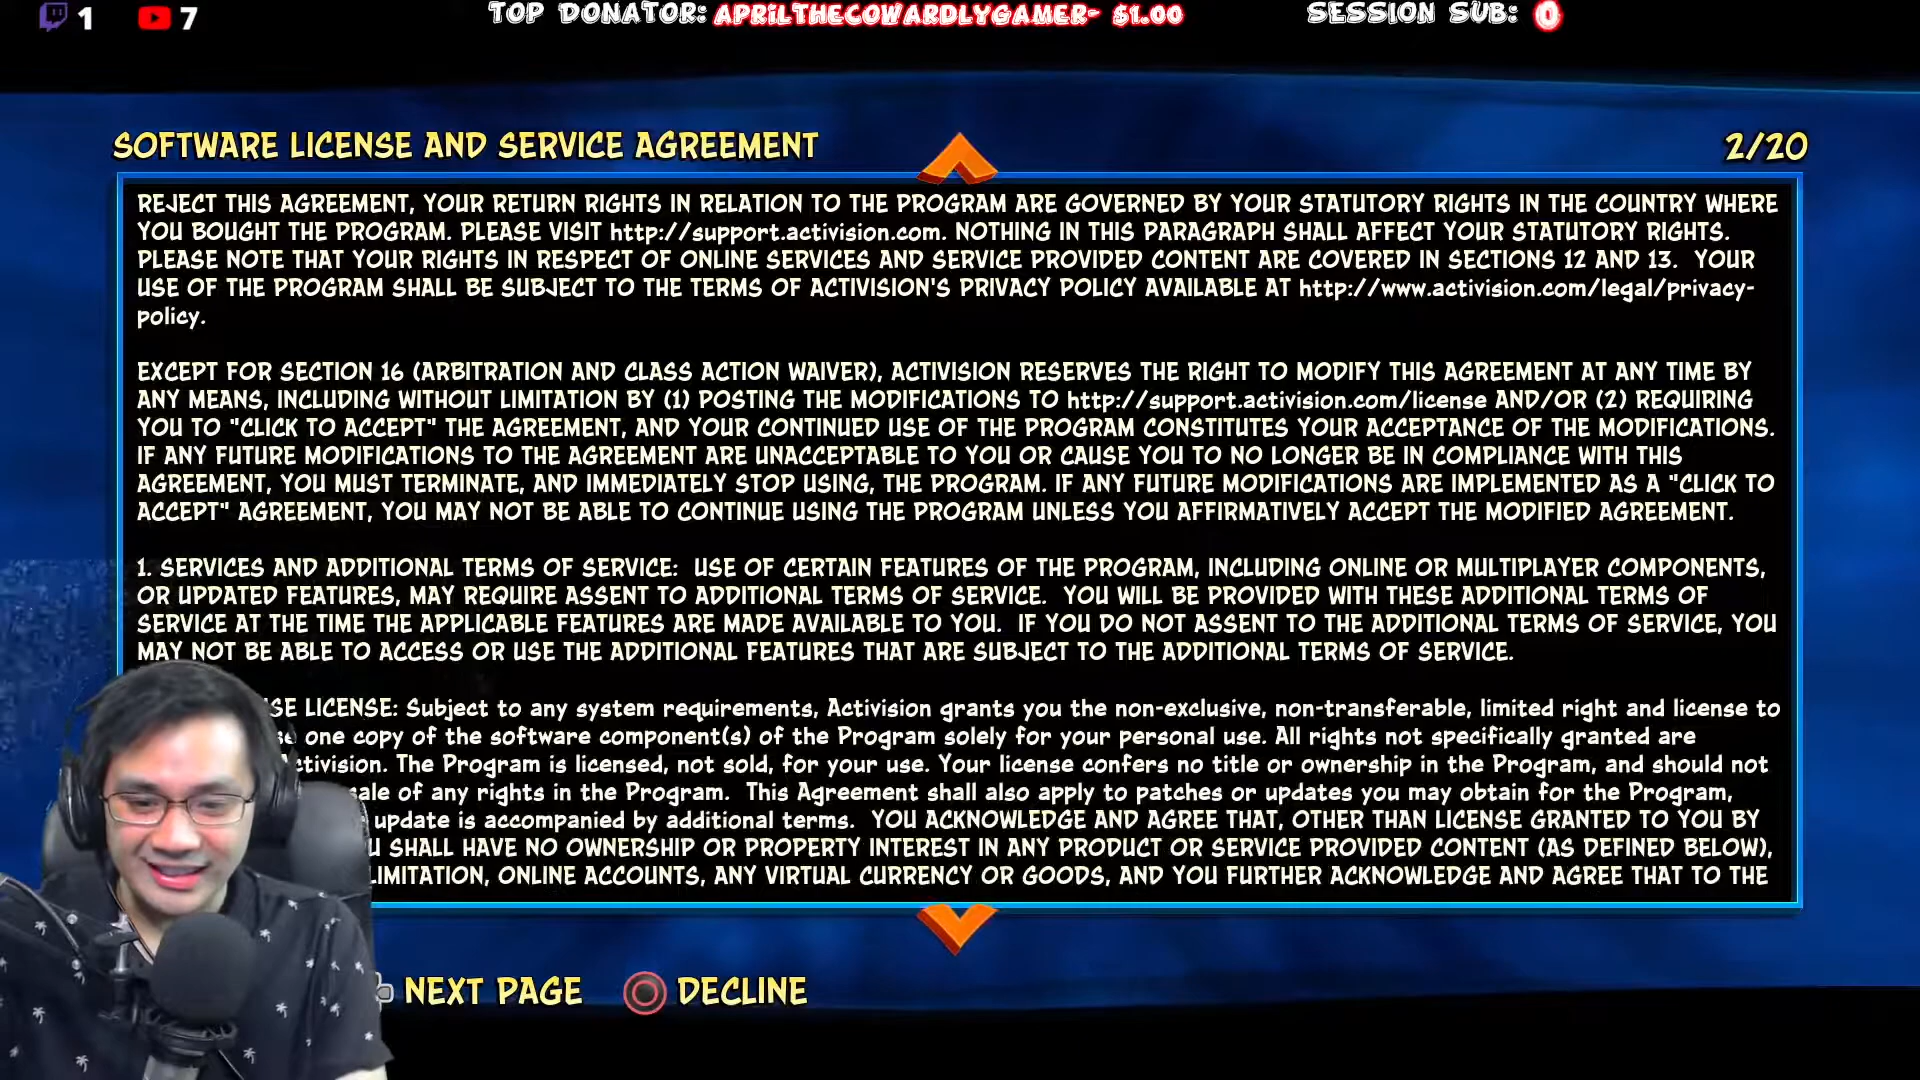 1 7 TOP DONATOR: APRILTHECOWARDLYGAMER- $1.00 SESSION SUB: 0
SOFTWARE LICENSE AND SERVICE AGREEMENT 2/20
REJECT THIS AGREEMENT, YOUR RETURN RIGHTS IN RELATION TO THE PROGRAM ARE GOVERNED BY YOUR STATUTORY RIGHTS IN THE COUNTRY WHERE
YOU BOUGHT THE PROGRAM. PLEASE VISIT http://support.activision.com. NOTHING IN THIS PARAGRAPH SHALL AFFECT YOUR STATUTORY RIGHTS.
PLEASE NOTE THAT YOUR RIGHTS IN RESPECT OF ONLINE SERVICES AND SERVICE PROVIDED CONTENT ARE COVERED IN SECTIONS 12 AND 13. YOUR
USE OF THE PROGRAM SHALL BE SUBJECT TO THE TERMS OF ACTIVISION'S PRIVACY POLICY AVAILABLE AT http://www.activision.com/legal/privacy-
policy.
EXCEPT FOR SECTION 16 (ARBITRATION AND CLASS ACTION WAIVER), ACTIVISION RESERVES THE RIGHT TO MODIFY THIS AGREEMENT AT ANY TIME BY
ANY MEANS, INCLUDING WITHOUT LIMITATION BY (1) POSTING THE MODIFICATIONS TO http://support.activision.com/license AND/OR (2) REQUIRING
YOU TO "CLICK TO ACCEPT" THE AGREEMENT, AND YOUR CONTINUED USE OF THE PROGRAM CONSTITUTES YOUR ACCEPTANCE OF THE MODIFICATIONS.
IF ANY FUTURE MODIFICATIONS TO THE AGREEMENT ARE UNACCEPTABLE TO YOU OR CAUSE YOU TO NO LONGER BE IN COMPLIANCE WITH THIS
AGREEMENT, YOU MUST TERMINATE, AND IMMEDIATELY STOP USING, THE PROGRAM. IF ANY FUTURE MODIFICATIONS ARE IMPLEMENTED AS A "CLICK TO
ACCEPT" AGREEMENT, YOU MAY NOT BE ABLE TO CONTINUE USING THE PROGRAM UNLESS YOU AFFIRMATIVELY ACCEPT THE MODIFIED AGREEMENT.
1. SERVICES AND ADDITIONAL TERMS OF SERVICE: USE OF CERTAIN FEATURES OF THE PROGRAM, INCLUDING ONLINE OR MULTIPLAYER COMPONENTS,
OR UPDATED FEATURES, MAY REQUIRE ASSENT TO ADDITIONAL TERMS OF SERVICE. YOU WILL BE PROVIDED WITH THESE ADDITIONAL TERMS OF
SERVICE AT THE TIME THE APPLICABLE FEATURES ARE MADE AVAILABLE TO YOU. IF YOU DO NOT ASSENT TO THE ADDITIONAL TERMS OF SERVICE, YOU
MAY NOT BE ABLE TO ACCESS OR USE THE ADDITIONAL FEATURES THAT ARE SUBJECT TO THE ADDITIONAL TERMS OF SERVICE.
LICENSE: Subject to any system requirements, Activision grants you the non-exclusive, non-transferable, limited right and license to
one copy of the software component(s) of the Program solely for your personal use. All rights not specifically granted are
Activision. The Program is licensed, not sold, for your use. Your license confers no title or ownership in the Program, and should not
sale of any rights in the Program. This Agreement shall also apply to patches or updates you may obtain for the Program,
update is accompanied by additional terms. YOU ACKNOWLEDGE AND AGREE THAT, OTHER THAN LICENSE GRANTED TO YOU BY
SHALL HAVE NO OWNERSHIP OR PROPERTY INTEREST IN ANY PRODUCT OR SERVICE PROVIDED CONTENT (AS DEFINED BELOW),
LIMITATION, ONLINE ACCOUNTS, ANY VIRTUAL CURRENCY OR GOODS, AND YOU FURTHER ACKNOWLEDGE AND AGREE THAT TO THE
NEXT PAGE DECLINE